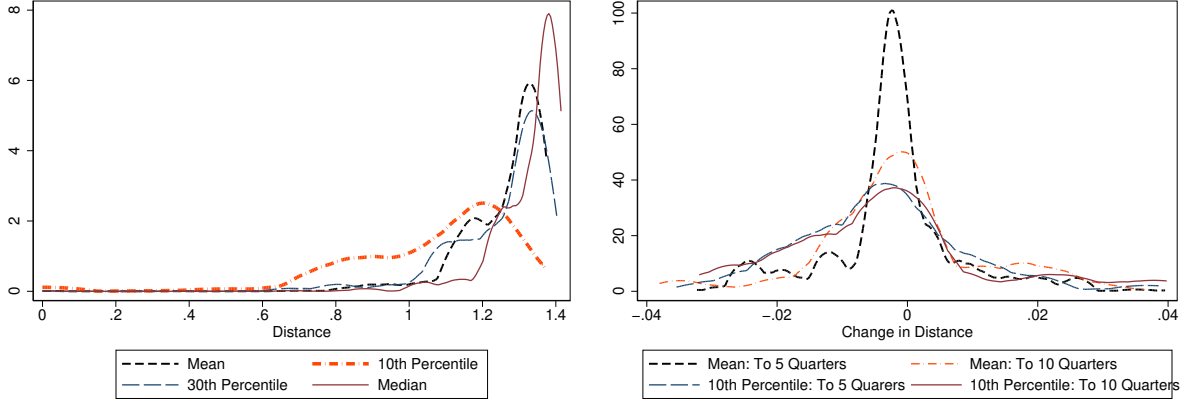 8
6
4
2
0
0 .2 .4 .6 .8 1 1.2 1.4
Distance
Mean 10th Percentile
30th Percentile Median
100
80
60
40
20
0
−.04 −.02 0 .02 .04
Change in Distance
Mean: To 5 Quarters Mean: To 10 Quarters
10th Percentile: To 5 Quarers 10th Percentile: To 10 Quarters